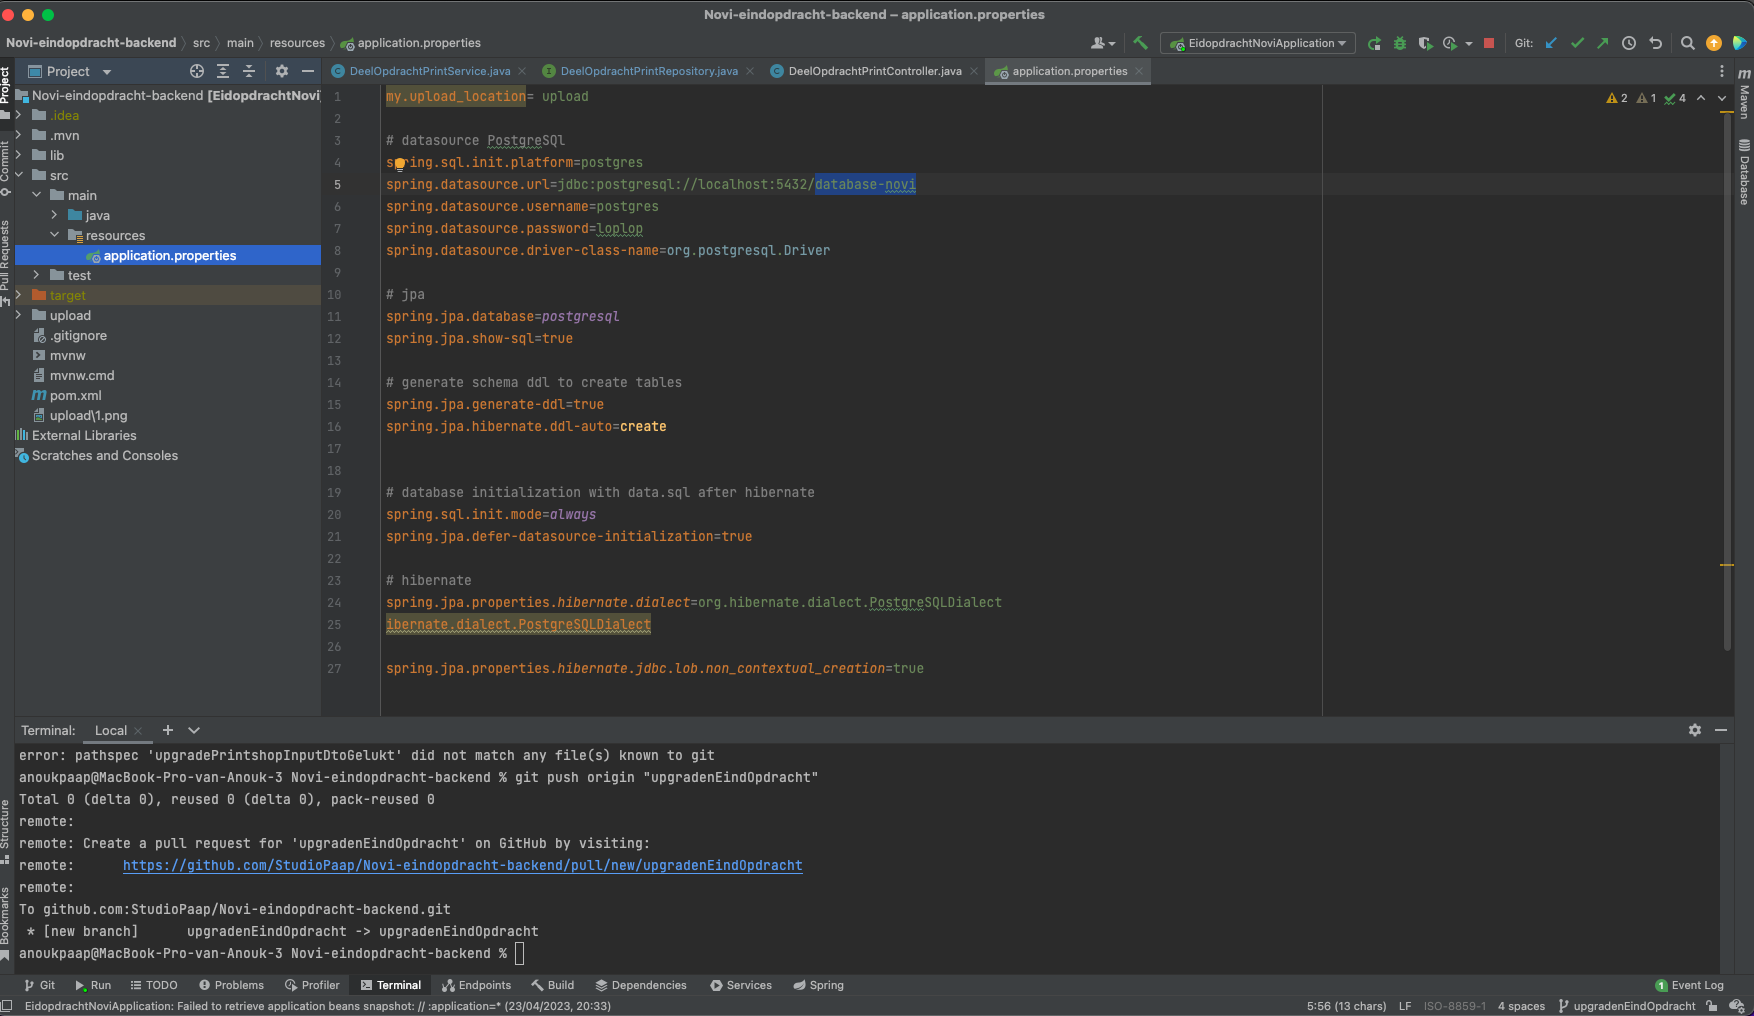 Novi-eindopdracht-backend – application.properties
Novi-eindopdracht-backend src main resources application.properties
EidopdrachtNoviApplication Git:
Project
DeelOpdrachtPrintService.java DeelOpdrachtPrintRepository.java DeelOpdrachtPrintController.java application.properties
Project
Commit
Pull Requests
Structure
Bookmarks
Maven
Database
Novi-eindopdracht-backend [EidopdrachtNovi
.idea
.mvn
lib
src
main
java
resources
application.properties
test
target
upload
.gitignore
mvnw
mvnw.cmd
pom.xml
upload\1.png
External Libraries
Scratches and Consoles
2 1 4
1 my.upload_location= upload
2
3 # datasource PostgreSQl
4 spring.sql.init.platform=postgres
5 spring.datasource.url=jdbc:postgresql://localhost:5432/database-novi
6 spring.datasource.username=postgres
7 spring.datasource.password=loplop
8 spring.datasource.driver-class-name=org.postgresql.Driver
9
10 # jpa
11 spring.jpa.database=postgresql
12 spring.jpa.show-sql=true
13
14 # generate schema ddl to create tables
15 spring.jpa.generate-ddl=true
16 spring.jpa.hibernate.ddl-auto=create
17
18
19 # database initialization with data.sql after hibernate
20 spring.sql.init.mode=always
21 spring.jpa.defer-datasource-initialization=true
22
23 # hibernate
24 spring.jpa.properties.hibernate.dialect=org.hibernate.dialect.PostgreSQLDialect
25 ibernate.dialect.PostgreSQLDialect
26
27 spring.jpa.properties.hibernate.jdbc.lob.non_contextual_creation=true
Terminal: Local
error: pathspec 'upgradePrintshopInputDtoGelukt' did not match any file(s) known to git
anoukpaap@MacBook-Pro-van-Anouk-3 Novi-eindopdracht-backend % git push origin "upgradenEindOpdracht"
Total 0 (delta 0), reused 0 (delta 0), pack-reused 0
remote:
remote: Create a pull request for 'upgradenEindOpdracht' on GitHub by visiting:
remote: https://github.com/StudioPaap/Novi-eindopdracht-backend/pull/new/upgradenEindOpdracht
remote:
To github.com:StudioPaap/Novi-eindopdracht-backend.git
* [new branch] upgradenEindOpdracht -> upgradenEindOpdracht
anoukpaap@MacBook-Pro-van-Anouk-3 Novi-eindopdracht-backend %
Git Run TODO Problems Profiler Terminal Endpoints Build Dependencies Services Spring 1 Event Log
EidopdrachtNoviApplication: Failed to retrieve application beans snapshot: // :application=* (23/04/2023, 20:33) 5:56 (13 chars) LF ISO-8859-1 4 spaces upgradenEindOpdracht